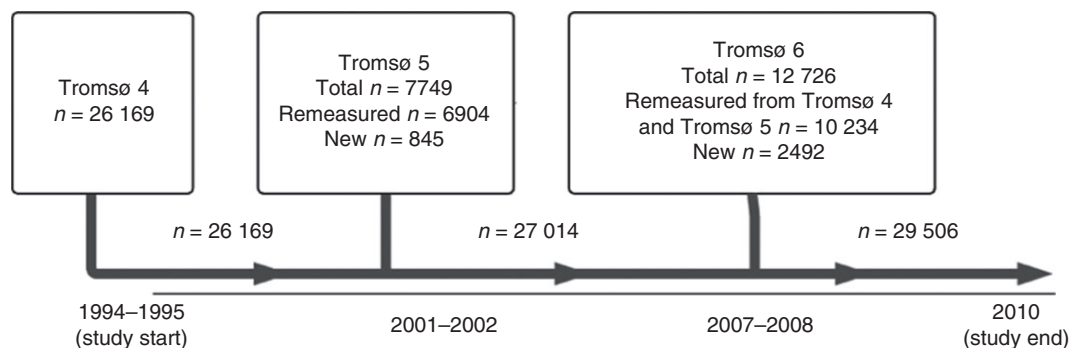 Tromsø 4
n = 26 169
Tromsø 5
Total n = 7749
Remeasured n = 6904
New n = 845
Tromsø 6
Total n = 12 726
Remeasured from Tromsø 4
and Tromsø 5 n = 10 234
New n = 2492
n = 26 169
n = 27 014
n = 29 506
1994–1995
(study start)
2001–2002
2007–2008
2010
(study end)